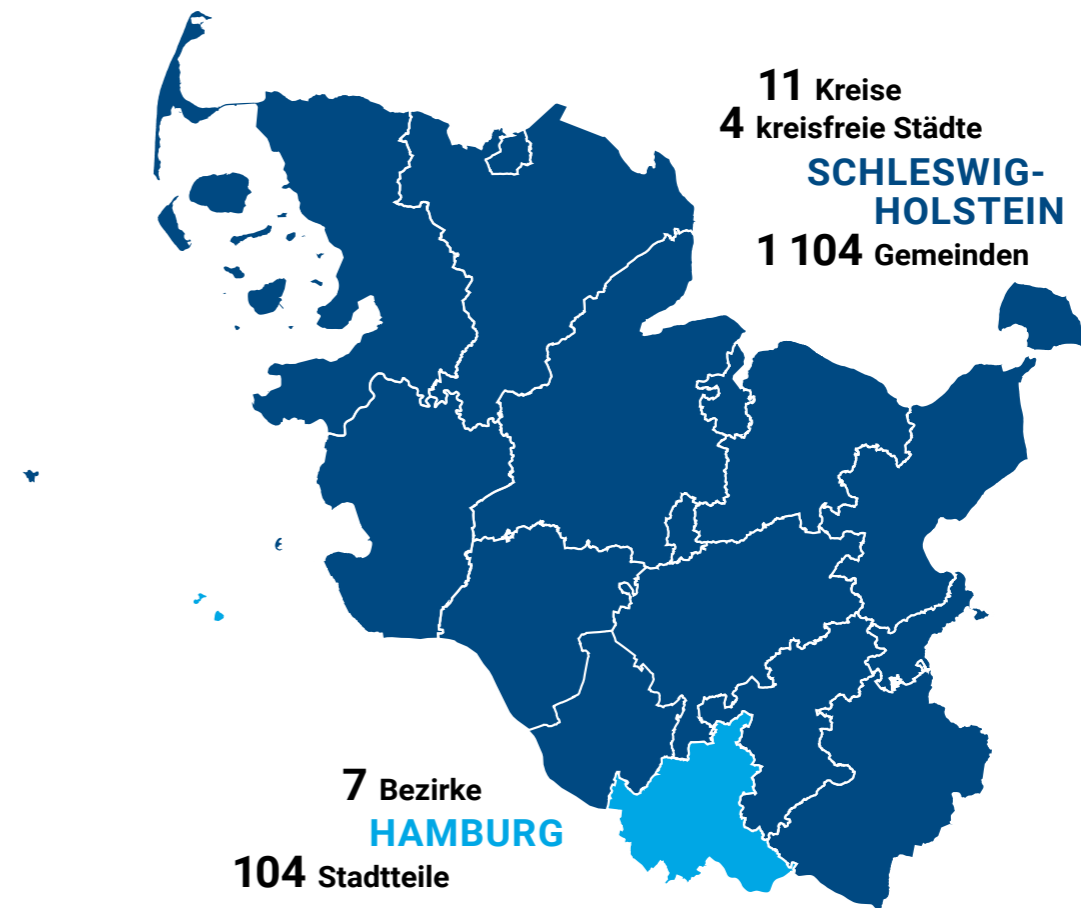 11 Kreise
4 kreisfreie Städte
SCHLESWIG-
HOLSTEIN
1 104 Gemeinden
7 Bezirke
HAMBURG
104 Stadtteile